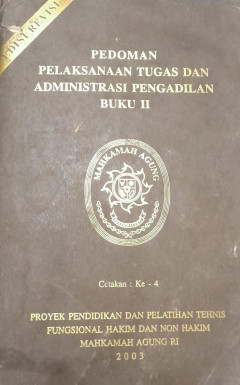 EDISI REVISI
PEDOMAN
PELAKSANAAN TUGAS DAN
ADMINISTRASI PENGADILAN
BUKU II
MAHKAMAH AGUNG
Cetakan : Ke - 4
PROYEK PENDIDIKAN DAN PELATIHAN TEHNIS
FUNGSIONAL HAKIM DAN NON HAKIM
MAHKAMAH AGUNG RI
2003